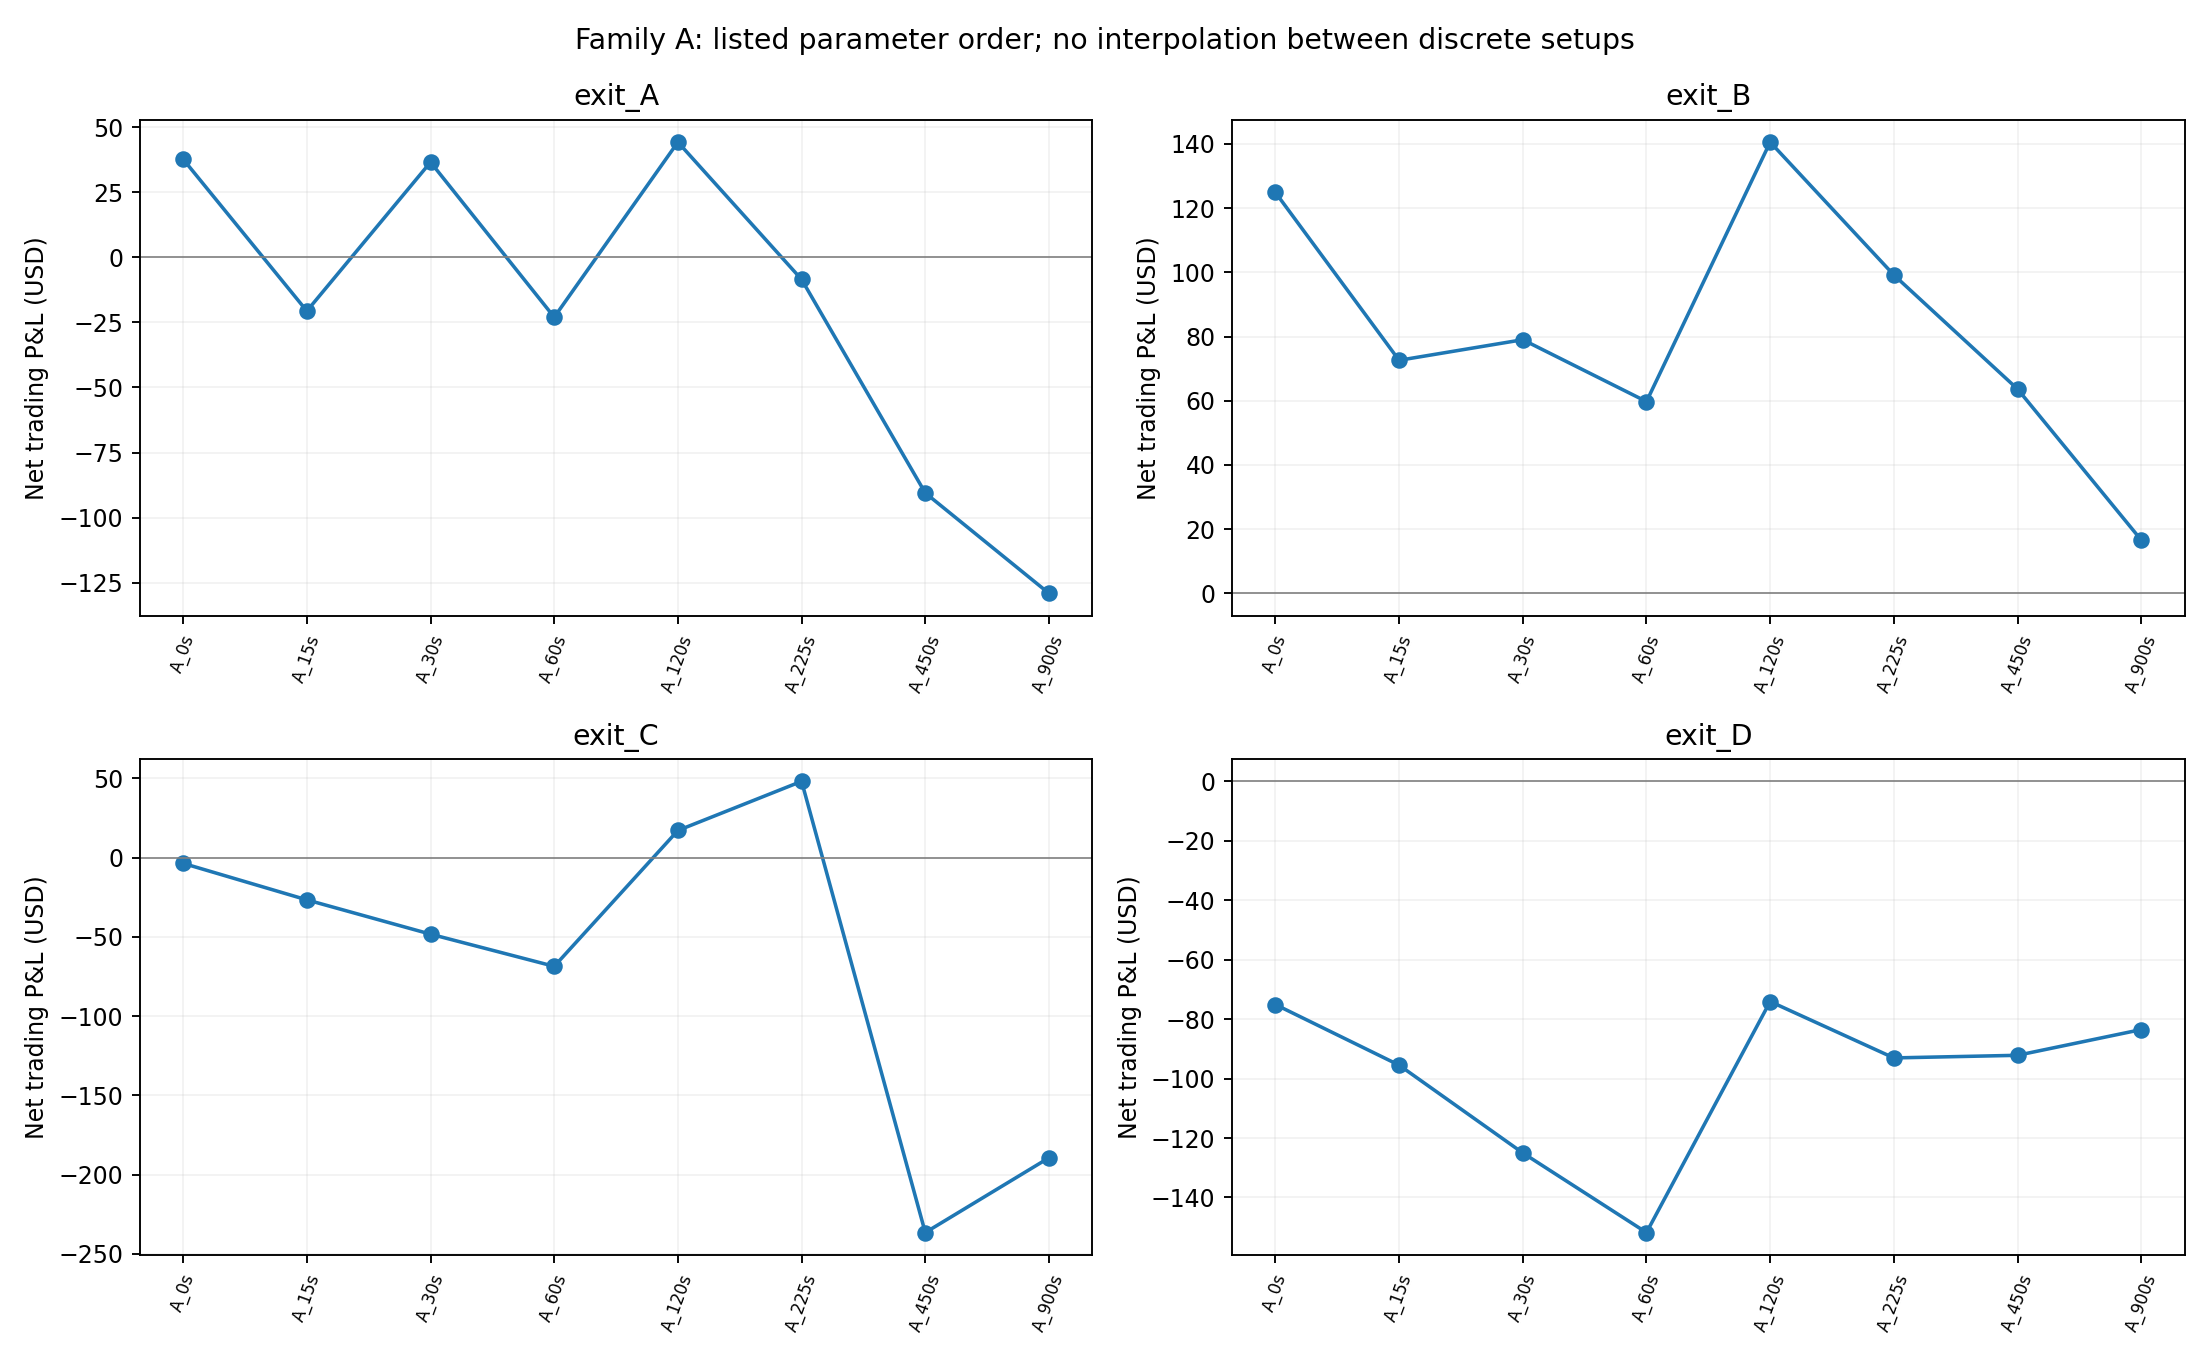 Family A: listed parameter order; no interpolation between discrete setups
exit_A
Net trading P&L (USD)
50
25
0
−25
−50
−75
−100
−125
A_0s
A_15s
A_30s
A_60s
A_120s
A_225s
A_450s
A_900s
exit_B
Net trading P&L (USD)
140
120
100
80
60
40
20
0
A_0s
A_15s
A_30s
A_60s
A_120s
A_225s
A_450s
A_900s
exit_C
Net trading P&L (USD)
50
0
−50
−100
−150
−200
−250
A_0s
A_15s
A_30s
A_60s
A_120s
A_225s
A_450s
A_900s
exit_D
Net trading P&L (USD)
0
−20
−40
−60
−80
−100
−120
−140
A_0s
A_15s
A_30s
A_60s
A_120s
A_225s
A_450s
A_900s